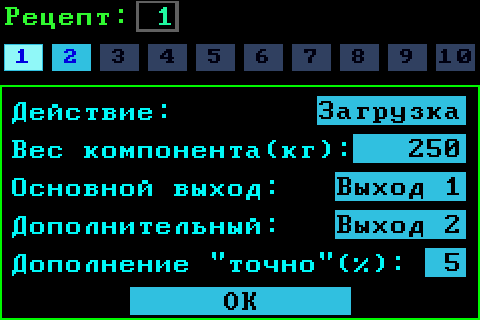 Рецепт: 1
1 2 3 4 5 6 7 8 9 10
Действие: Загрузка
Вес компонента(кг): 250
Основной выход: Выход 1
Дополнительный: Выход 2
Дополнение "точно"(%): 5
ОК